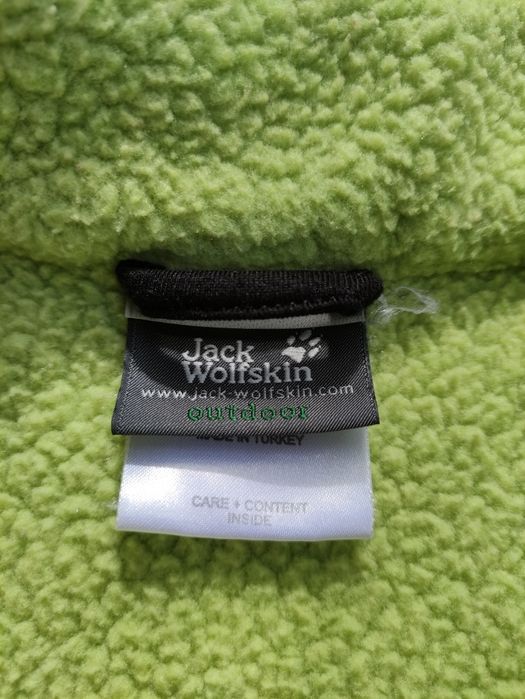 Jack
Wolfskin
www.jack-wolfskin.com
outdoor
MADE IN TURKEY
CARE + CONTENT
INSIDE